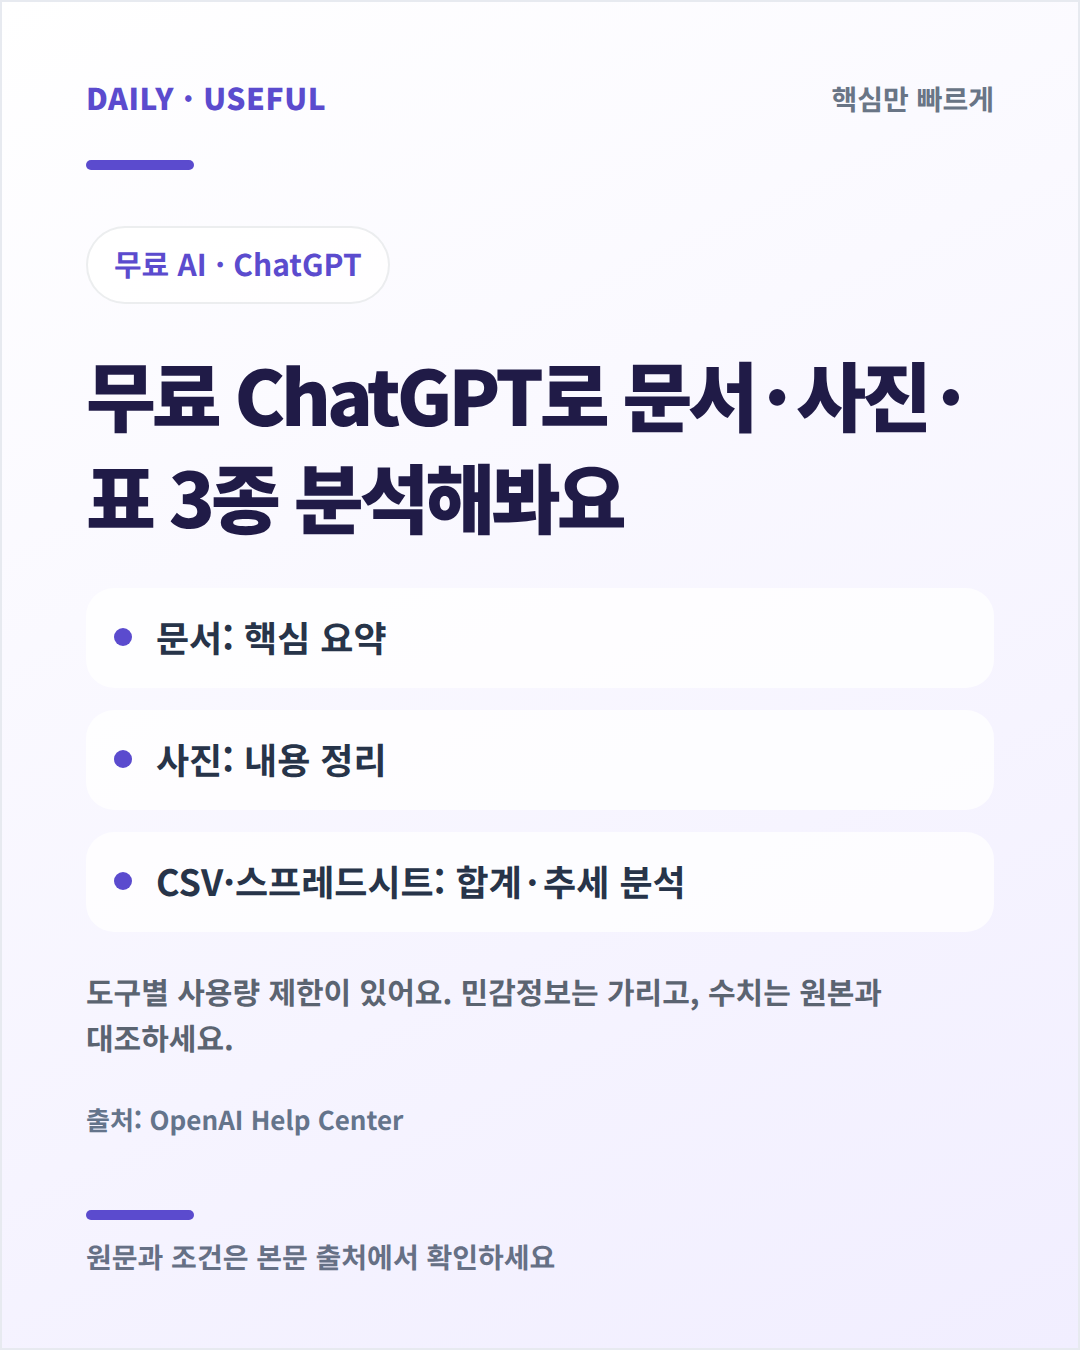 DAILY · USEFUL
핵심만 빠르게
무료 AI · ChatGPT
무료 ChatGPT로 문서·사진·
표 3종 분석해봐요
문서: 핵심 요약
사진: 내용 정리
CSV·스프레드시트: 합계·추세 분석
도구별 사용량 제한이 있어요. 민감정보는 가리고, 수치는 원본과
대조하세요.
출처: OpenAI Help Center
원문과 조건은 본문 출처에서 확인하세요